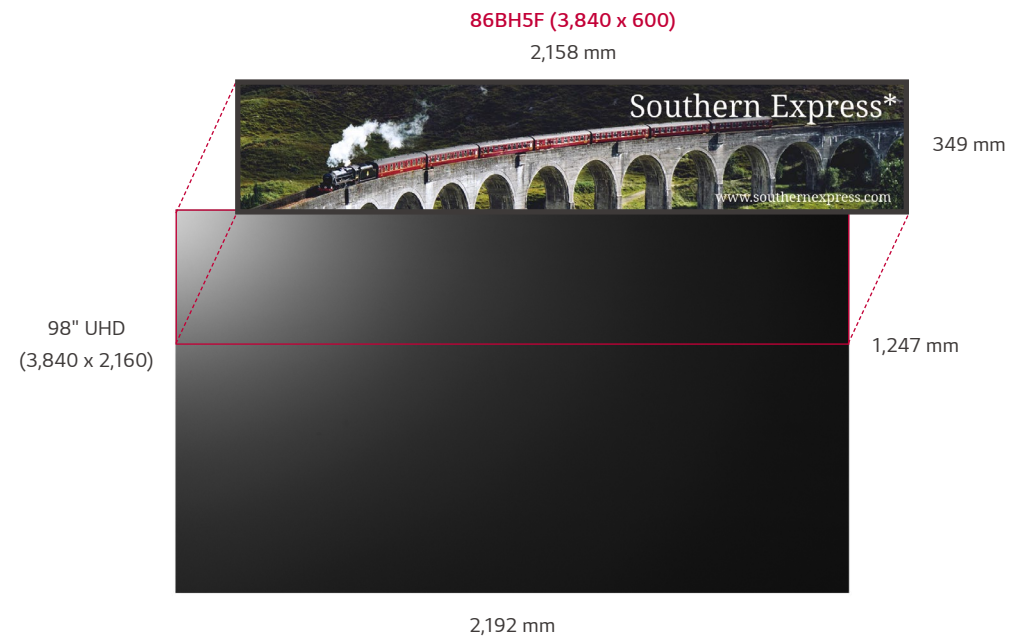 86BH5F (3,840 x 600)
2,158 mm
Southern Express*
349 mm
www.southernexpress.com
98" UHD
(3,840 x 2,160)
1,247 mm
2,192 mm